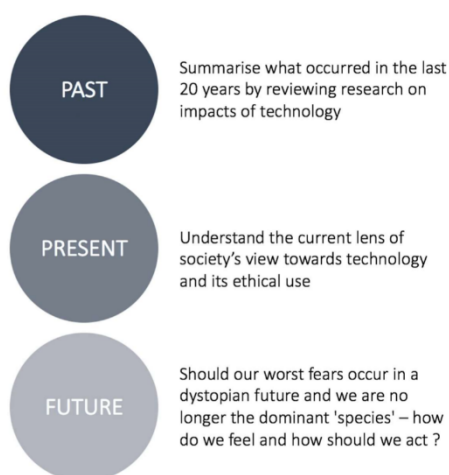 PAST
Summarise what occurred in the last
20 years by reviewing research on
impacts of technology
PRESENT
Understand the current lens of
society's view towards technology
and its ethical use
FUTURE
Should our worst fears occur in a
dystopian future and we are no
longer the dominant 'species' – how
do we feel and how should we act ?